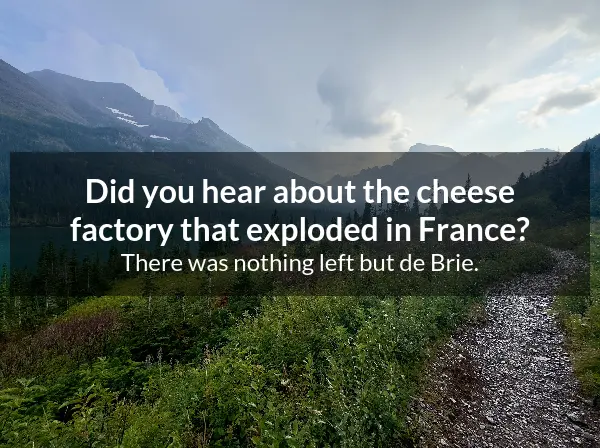 Did you hear about the cheese
factory that exploded in France?
There was nothing left but de Brie.